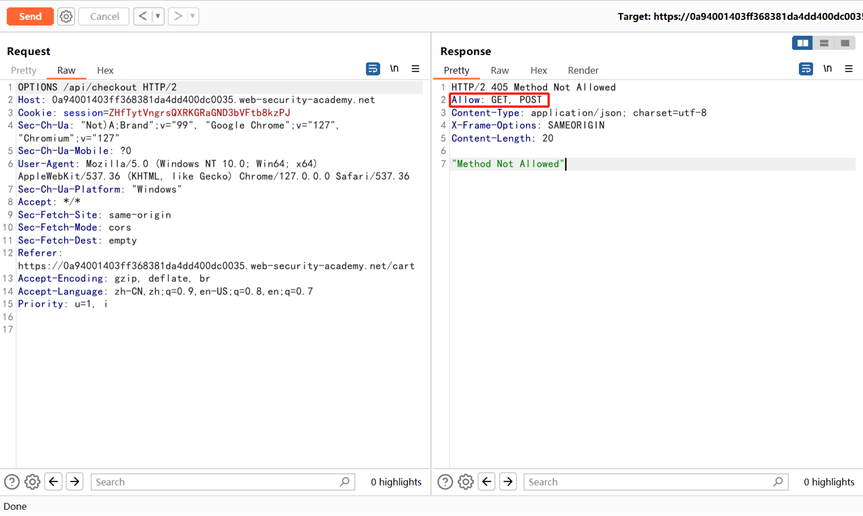 Send Cancel < ▼ > ▼ Target: https://0a94001403ff368381da4dd400dc0035
Request
Pretty Raw Hex \n
1 OPTIONS /api/checkout HTTP/2
2 Host: 0a94001403ff368381da4dd400dc0035.web-security-academy.net
3 Cookie: session=ZHfTytVngrsQXRKGRaGND3bVFtb8kzPJ
4 Sec-Ch-Ua: "Not)A;Brand";v="99", "Google Chrome";v="127",
"Chromium";v="127"
5 Sec-Ch-Ua-Mobile: ?0
6 User-Agent: Mozilla/5.0 (Windows NT 10.0; Win64; x64)
AppleWebKit/537.36 (KHTML, like Gecko) Chrome/127.0.0.0 Safari/537.36
7 Sec-Ch-Ua-Platform: "Windows"
8 Accept: */*
9 Sec-Fetch-Site: same-origin
10 Sec-Fetch-Mode: cors
11 Sec-Fetch-Dest: empty
12 Referer:
https://0a94001403ff368381da4dd400dc0035.web-security-academy.net/cart
13 Accept-Encoding: gzip, deflate, br
14 Accept-Language: zh-CN,zh;q=0.9,en-US;q=0.8,en;q=0.7
15 Priority: u=1, i
16
17
Search 0 highlights
Response
Pretty Raw Hex Render \n
1 HTTP/2 405 Method Not Allowed
2 Allow: GET, POST
3 Content-Type: application/json; charset=utf-8
4 X-Frame-Options: SAMEORIGIN
5 Content-Length: 20
6
7 "Method Not Allowed"
Search 0 highlights
Done